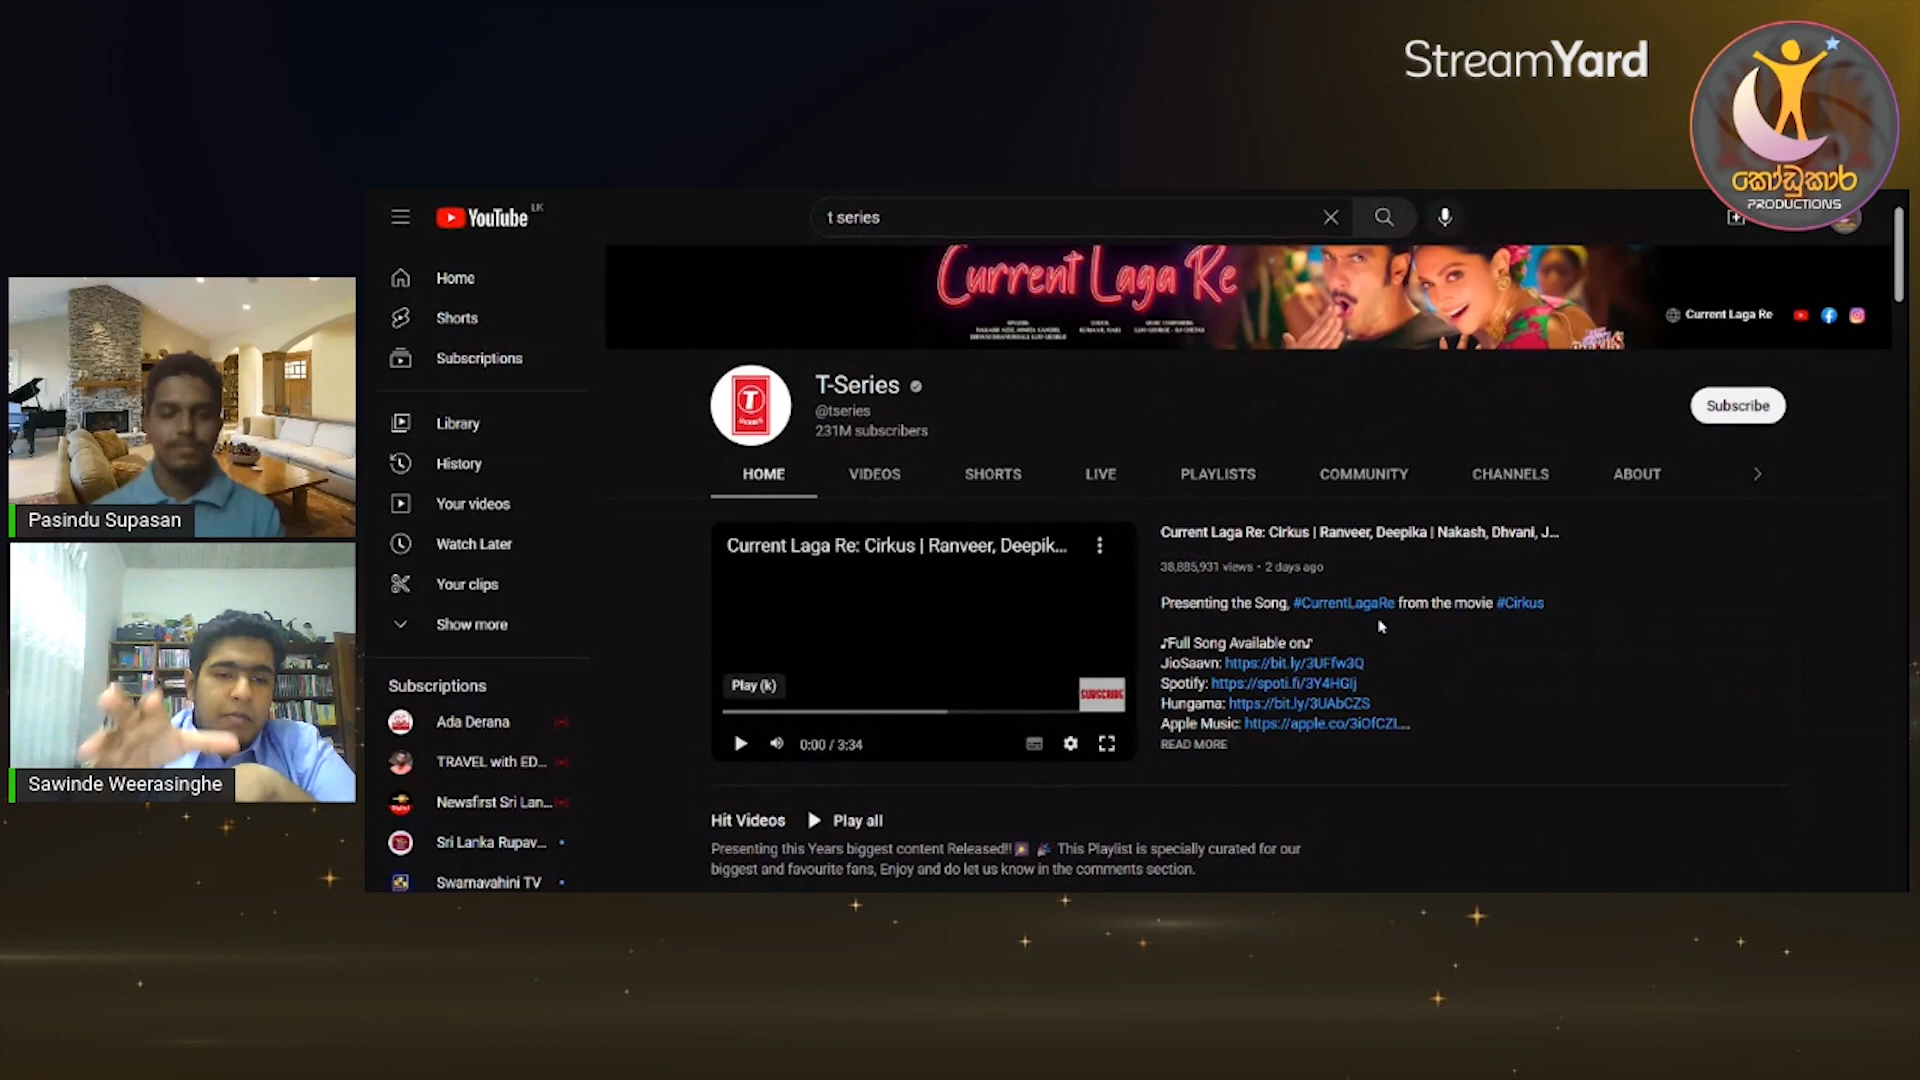 StreamYard
කෝඩුකාර
PRODUCTIONS
YouTube LK
t series
Home
Shorts
Subscriptions
Library
History
Your videos
Watch Later
Your clips
Show more
Subscriptions
Ada Derana
TRAVEL with ED...
Newsfirst Sri Lan...
Sri Lanka Rupav...
Swarnavahini TV
Current Laga Re
Current Laga Re
T-Series
@tseries
231M subscribers
Subscribe
HOME VIDEOS SHORTS LIVE PLAYLISTS COMMUNITY CHANNELS ABOUT
Current Laga Re: Cirkus | Ranveer, Deepik...
Play (k)
SUBSCRIBE
0:00 / 3:34
Current Laga Re: Cirkus | Ranveer, Deepika | Nakash, Dhvani, J...
38,885,931 views • 2 days ago
Presenting the Song, #CurrentLagaRe from the movie #Cirkus
♪Full Song Available on♪
JioSaavn: https://bit.ly/3UFfw3Q
Spotify: https://spoti.fi/3Y4HGIj
Hungama: https://bit.ly/3UAbCZS
Apple Music: https://apple.co/3iOfCZL...
READ MORE
Hit Videos Play all
Presenting this Years biggest content Released!! This Playlist is specially curated for our
biggest and favourite fans, Enjoy and do let us know in the comments section.
Pasindu Supasan
Sawinde Weerasinghe